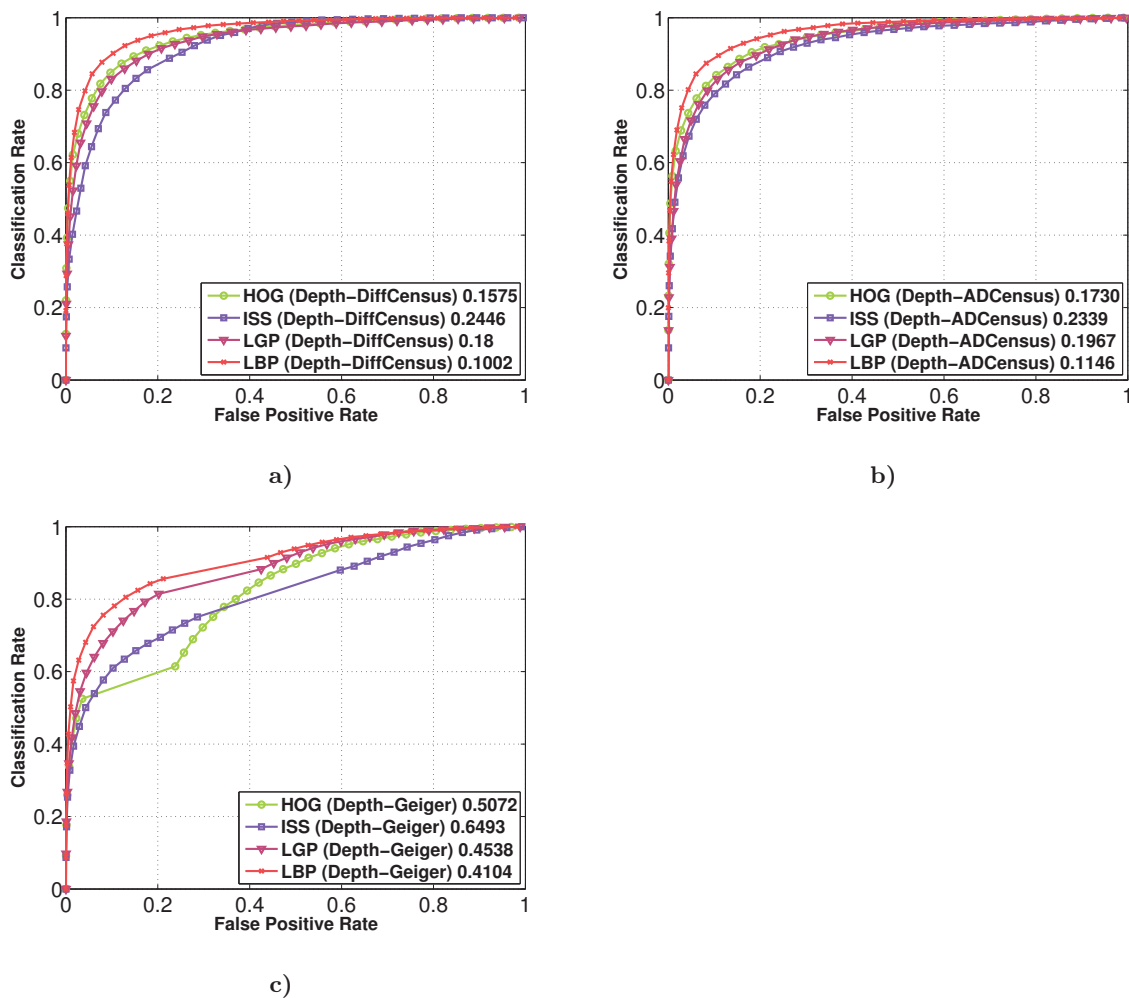 1
0.8
0.6
0.4
0.2
0
Classification Rate
HOG (Depth−DiffCensus) 0.1575
ISS (Depth−DiffCensus) 0.2446
LGP (Depth−DiffCensus) 0.18
LBP (Depth−DiffCensus) 0.1002
0 0.2 0.4 0.6 0.8 1
False Positive Rate
a)
1
0.8
0.6
0.4
0.2
0
Classification Rate
HOG (Depth−ADCensus) 0.1730
ISS (Depth−ADCensus) 0.2339
LGP (Depth−ADCensus) 0.1967
LBP (Depth−ADCensus) 0.1146
0 0.2 0.4 0.6 0.8 1
False Positive Rate
b)
1
0.8
0.6
0.4
0.2
0
Classification Rate
HOG (Depth−Geiger) 0.5072
ISS (Depth−Geiger) 0.6493
LGP (Depth−Geiger) 0.4538
LBP (Depth−Geiger) 0.4104
0 0.2 0.4 0.6 0.8 1
False Positive Rate
c)